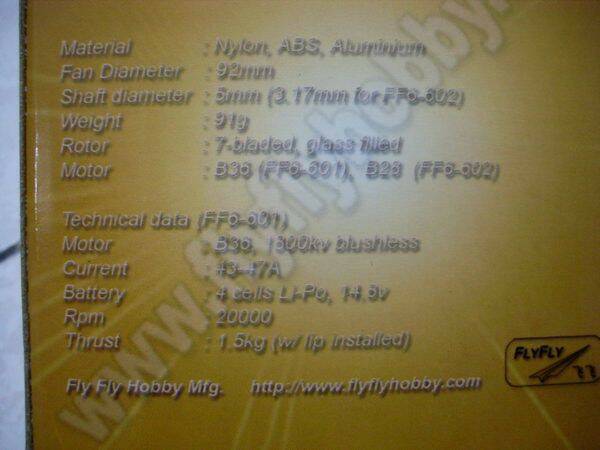 Material : Nylon, ABS, Aluminium
Fan Diameter : 92mm
Shaft diameter : 5mm (3.17mm for FF6-602)
Weight : 91g
Rotor : 7-bladed, glass filled
Motor : B36 (FF6-601), B28 (FF6-602)
Technical data (FF6-601)
Motor : B36, 1800kv blushless
Current : 43-47A
Battery : 4 cells Li-Po, 14.8v
Rpm : 20000
Thrust : 1.5kg (w/ lip installed)
FLYFLY
Fly Fly Hobby Mfg. http://www.flyflyhobby.com
www.flyflyhobby.